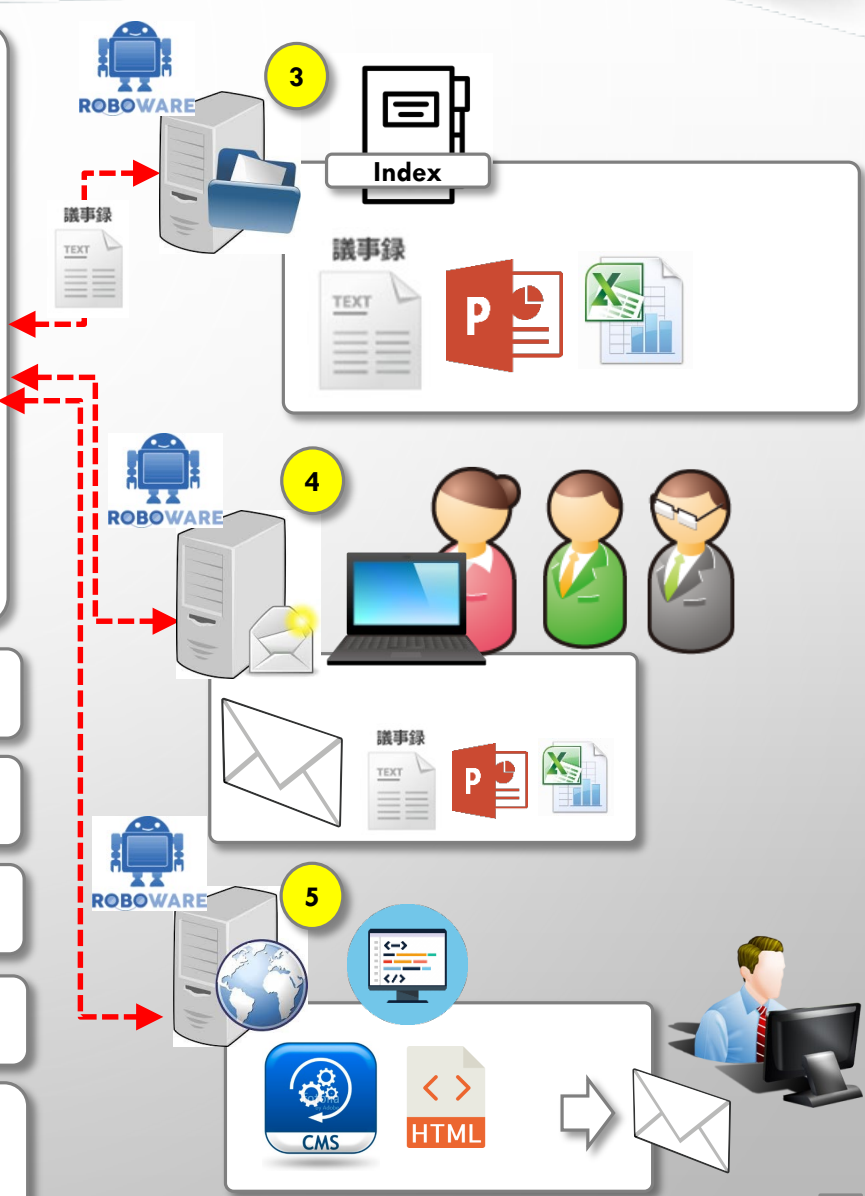 ROBOWARE
3
Index
議事録
TEXT
議事録
TEXT
P
X
ROBOWARE
4
議事録
TEXT
P
X
ROBOWARE
5
CMS
HTML